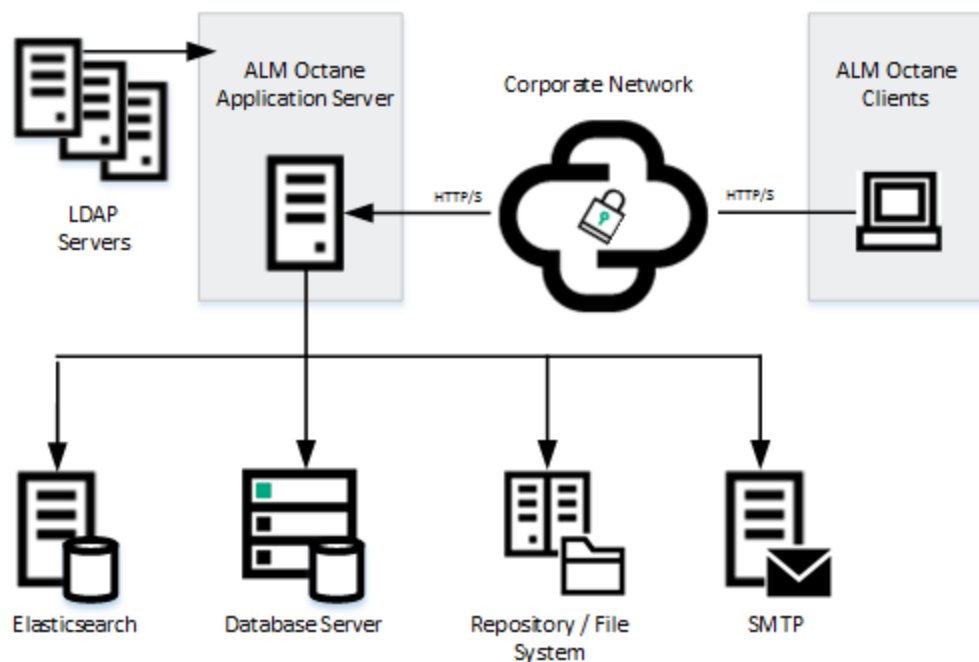 ALM Octane
Application Server
Corporate Network
ALM Octane
Clients
HTTP/S
HTTP/S
LDAP
Servers
Elasticsearch
Database Server
Repository / File
System
SMTP